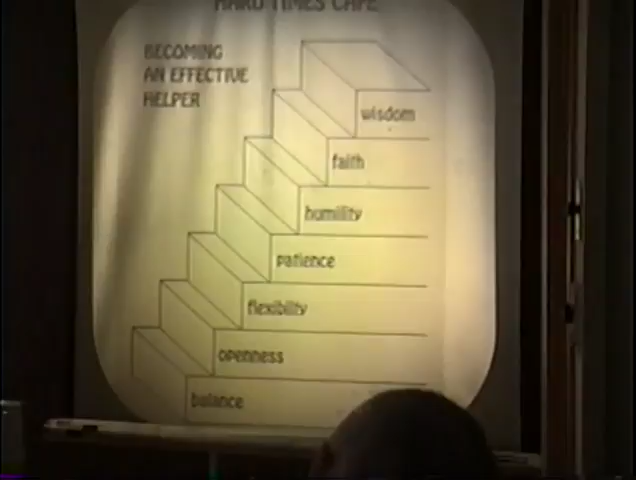 HARD TIMES CAFE
BECOMING
AN EFFECTIVE
HELPER
wisdom
faith
humility
patience
flexibility
openness
balance